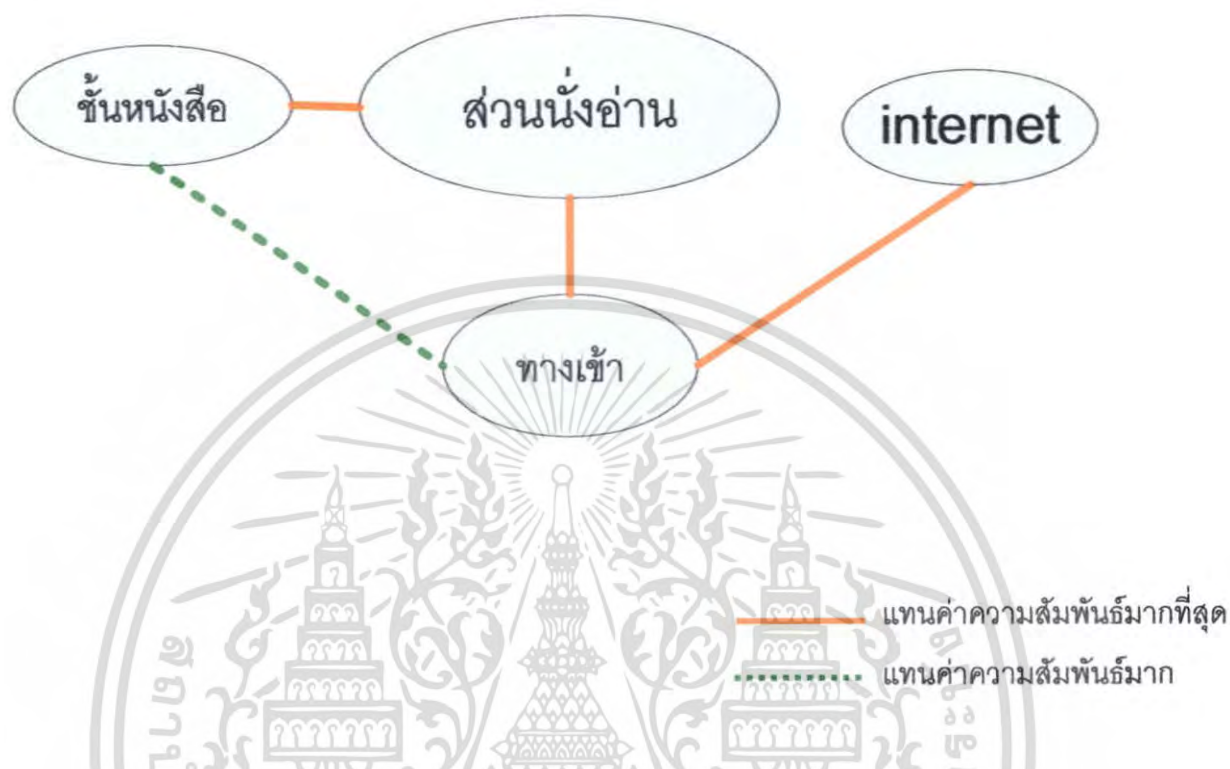 ชั้นหนังสือ
ส่วนนั่งอ่าน
internet
ทางเข้า
แทนค่าความสัมพันธ์มากที่สุด
แทนค่าความสัมพันธ์มาก